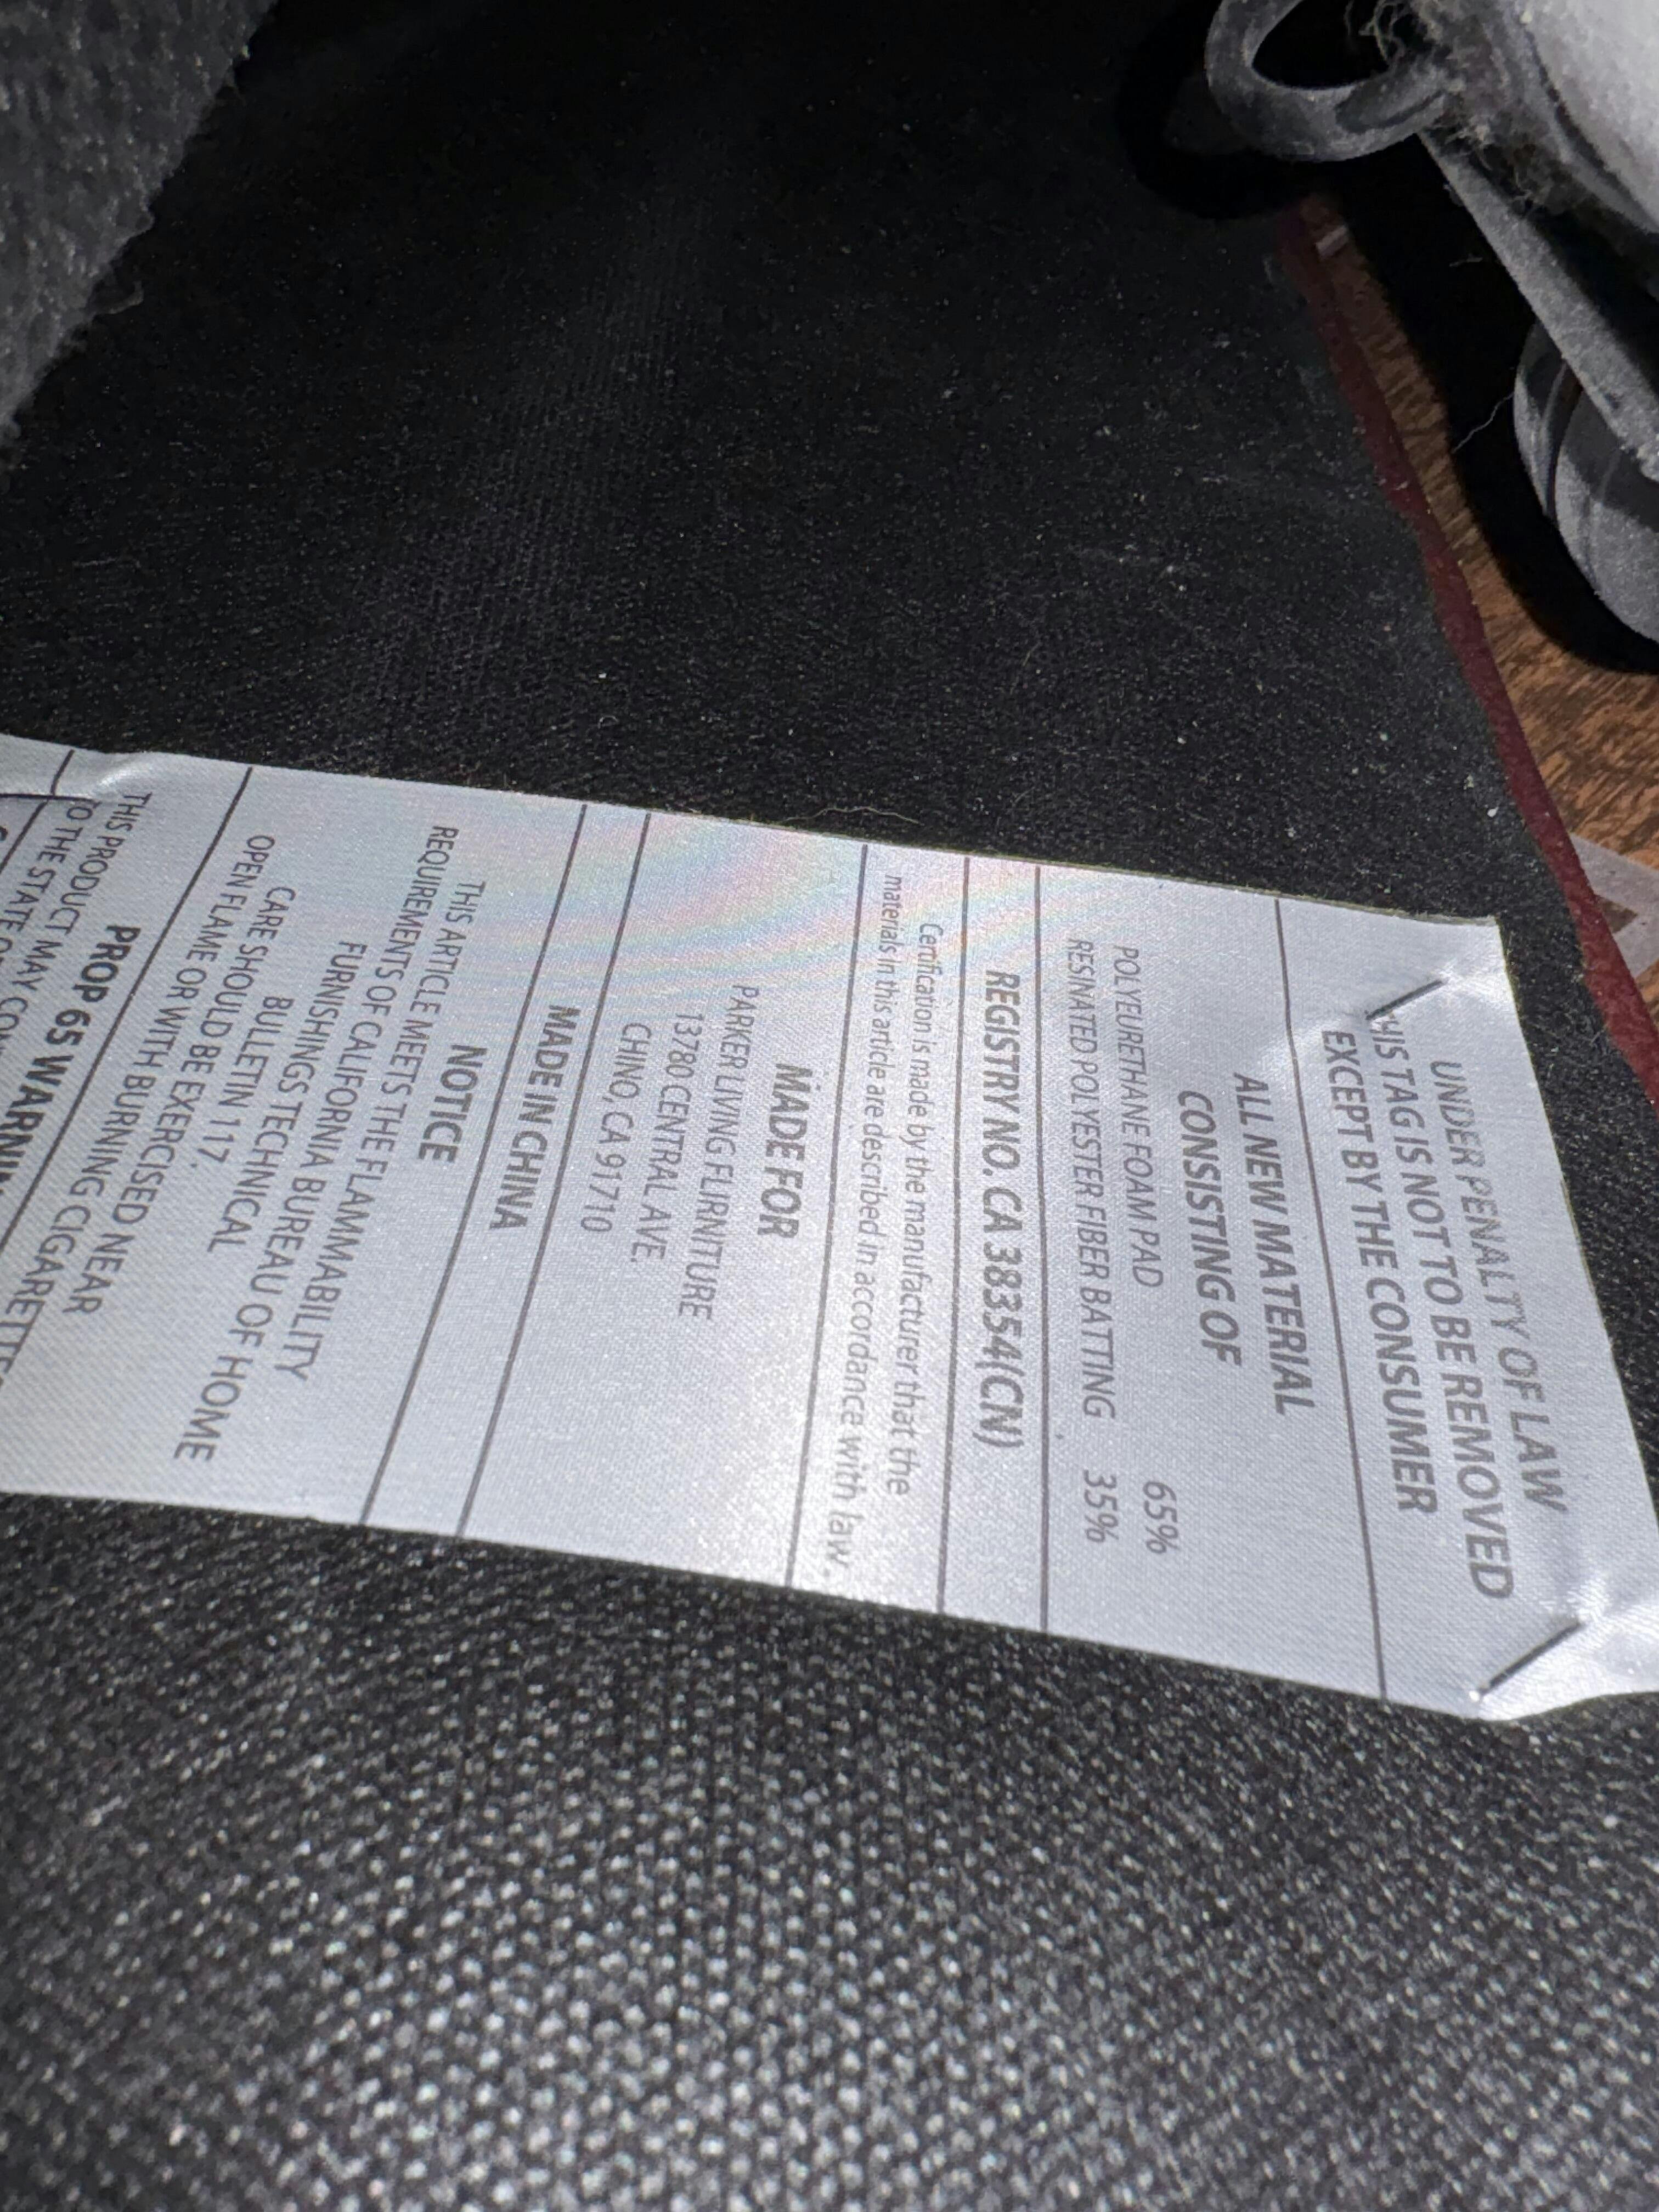 UNDER PENALTY OF LAW
THIS TAG IS NOT TO BE REMOVED
EXCEPT BY THE CONSUMER
ALL NEW MATERIAL
CONSISTING OF
POLYEURETHANE FOAM PAD 65%
RESINATED POLYESTER FIBER BATTING 35%
REGISTRY NO. CA 38354(CN)
Certification is made by the manufacturer that the
materials in this article are described in accordance with law.
MADE FOR
PARKER LIVING FLIRNITURE
13780 CENTRAL AVE.
CHINO, CA 91710
MADE IN CHINA
NOTICE
THIS ARTICLE MEETS THE FLAMMABILITY
REQUIREMENTS OF CALIFORNIA BUREAU OF HOME
FURNISHINGS TECHNICAL
BULLETIN 117.
CARE SHOULD BE EXERCISED NEAR
OPEN FLAME OR WITH BURNING CIGARETTES
PROP 65 WARNING
THIS PRODUCT MAY
TO THE STATE